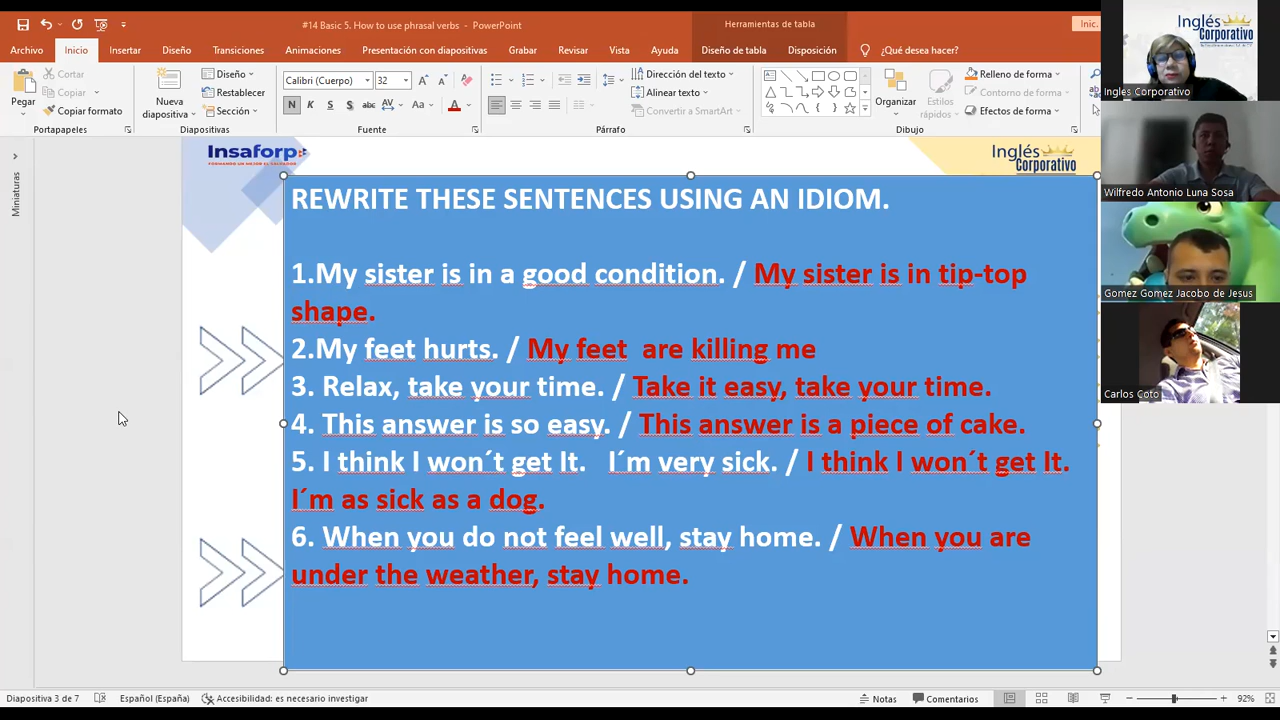 #14 Basic 5. How to use phrasal verbs - PowerPoint
Herramientas de tabla
Inic.
Archivo Inicio Insertar Diseño Transiciones Animaciones Presentación con diapositivas Grabar Revisar Vista Ayuda Diseño de tabla Disposición ¿Qué desea hacer?
Pegar
Cortar
Copiar
Copiar formato
Portapapeles
Nueva diapositiva
Diseño
Restablecer
Sección
Diapositivas
Calibri (Cuerpo) 32
N K S S abc AV Aa A
Fuente
Dirección del texto
Alinear texto
Convertir a SmartArt
Párrafo
Organizar
Estilos rápidos
Relleno de forma
Contorno de forma
Efectos de forma
Dibujo
Miniaturas
Insaforp
Inglés Corporativo
REWRITE THESE SENTENCES USING AN IDIOM.
1.My sister is in a good condition. / My sister is in tip-top
shape.
2.My feet hurts. / My feet are killing me
3. Relax, take your time. / Take it easy, take your time.
4. This answer is so easy. / This answer is a piece of cake.
5. I think I won´t get It. I´m very sick. / I think I won´t get It.
I´m as sick as a dog.
6. When you do not feel well, stay home. / When you are
under the weather, stay home.
Inglés Corporativo
Ingles Corporativo
Wilfredo Antonio Luna Sosa
Gomez Gomez Jacobo de Jesus
Carlos Coto
Diapositiva 3 de 7 Español (España) Accesibilidad: es necesario investigar Notas Comentarios 92%